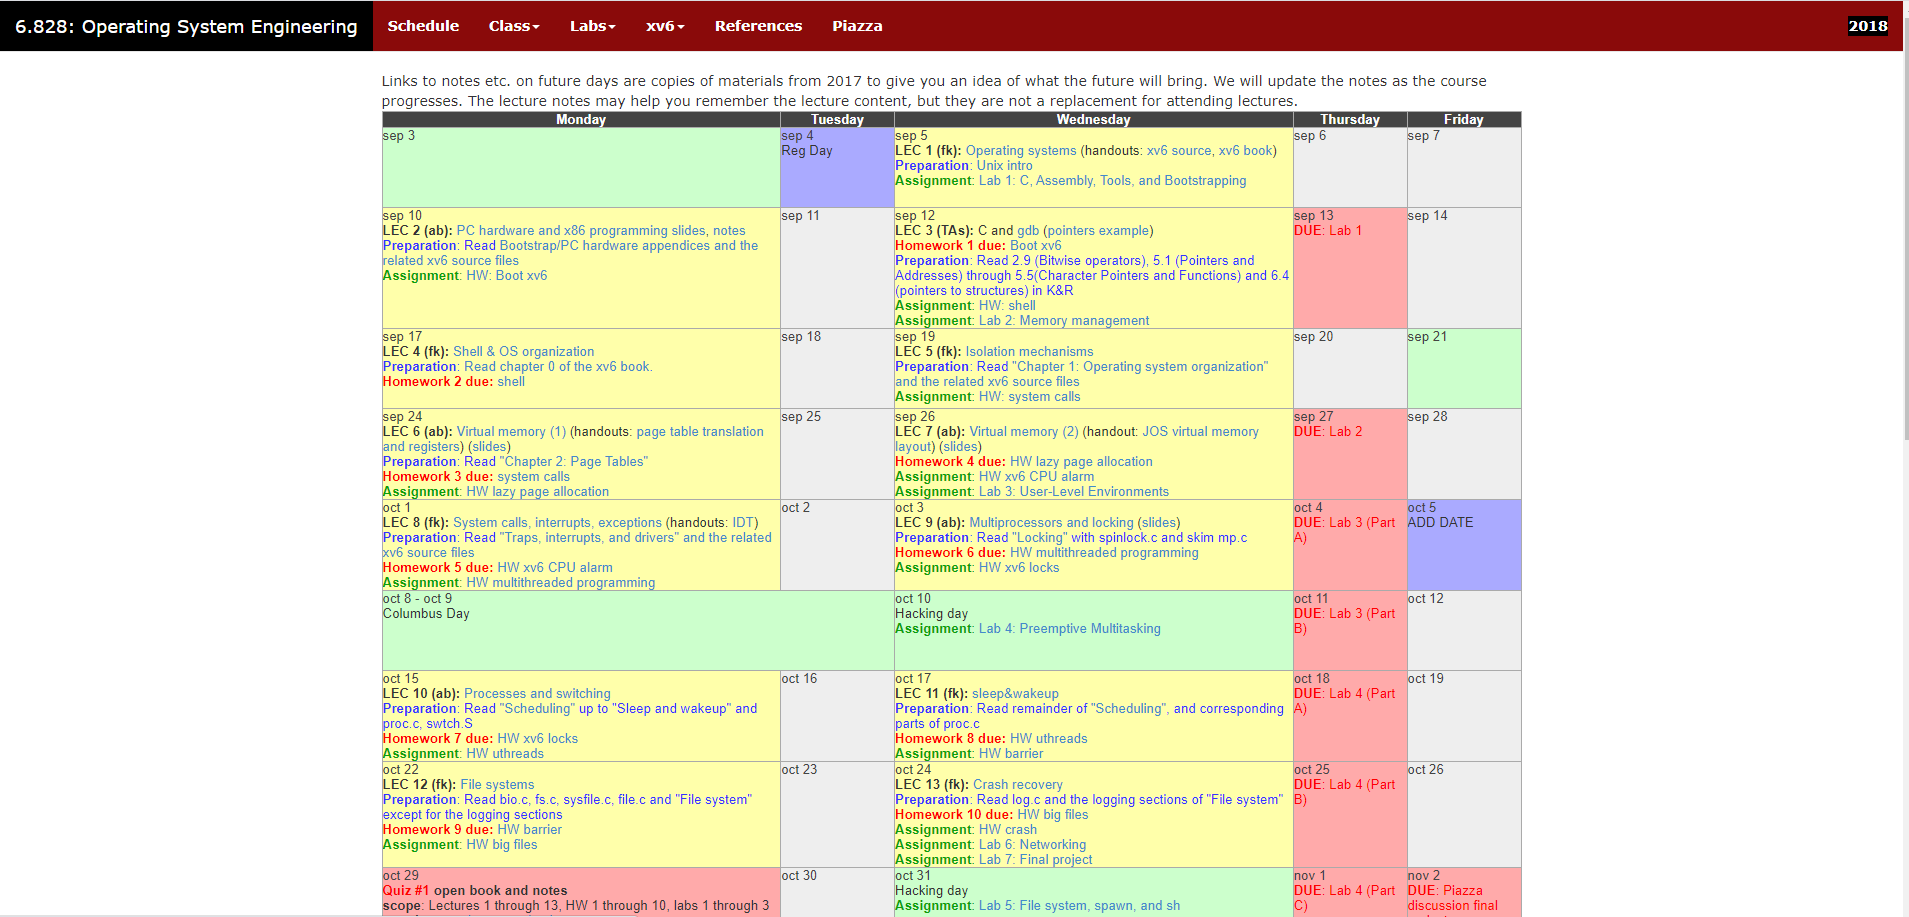 6.828: Operating System Engineering Schedule Class Labs xv6 References Piazza 2018
Links to notes etc. on future days are copies of materials from 2017 to give you an idea of what the future will bring. We will update the notes as the course
progresses. The lecture notes may help you remember the lecture content, but they are not a replacement for attending lectures.
Monday Tuesday Wednesday Thursday Friday
sep 3
sep 4
Reg Day
sep 5
LEC 1 (fk): Operating systems (handouts: xv6 source, xv6 book)
Preparation: Unix intro
Assignment: Lab 1: C, Assembly, Tools, and Bootstrapping
sep 6
sep 7
sep 10
LEC 2 (ab): PC hardware and x86 programming slides, notes
Preparation: Read Bootstrap/PC hardware appendices and the
related xv6 source files
Assignment: HW: Boot xv6
sep 11
sep 12
LEC 3 (TAs): C and gdb (pointers example)
Homework 1 due: Boot xv6
Preparation: Read 2.9 (Bitwise operators), 5.1 (Pointers and
Addresses) through 5.5(Character Pointers and Functions) and 6.4
(pointers to structures) in K&R
Assignment: HW: shell
Assignment: Lab 2: Memory management
sep 13
DUE: Lab 1
sep 14
sep 17
LEC 4 (fk): Shell & OS organization
Preparation: Read chapter 0 of the xv6 book.
Homework 2 due: shell
sep 18
sep 19
LEC 5 (fk): Isolation mechanisms
Preparation: Read "Chapter 1: Operating system organization"
and the related xv6 source files
Assignment: HW: system calls
sep 20
sep 21
sep 24
LEC 6 (ab): Virtual memory (1) (handouts: page table translation
and registers) (slides)
Preparation: Read "Chapter 2: Page Tables"
Homework 3 due: system calls
Assignment: HW lazy page allocation
sep 25
sep 26
LEC 7 (ab): Virtual memory (2) (handout: JOS virtual memory
layout) (slides)
Homework 4 due: HW lazy page allocation
Assignment: HW xv6 CPU alarm
Assignment: Lab 3: User-Level Environments
sep 27
DUE: Lab 2
sep 28
oct 1
LEC 8 (fk): System calls, interrupts, exceptions (handouts: IDT)
Preparation: Read "Traps, interrupts, and drivers" and the related
xv6 source files
Homework 5 due: HW xv6 CPU alarm
Assignment: HW multithreaded programming
oct 2
oct 3
LEC 9 (ab): Multiprocessors and locking (slides)
Preparation: Read "Locking" with spinlock.c and skim mp.c
Homework 6 due: HW multithreaded programming
Assignment: HW xv6 locks
oct 4
DUE: Lab 3 (Part
A)
oct 5
ADD DATE
oct 8 - oct 9
Columbus Day
oct 10
Hacking day
Assignment: Lab 4: Preemptive Multitasking
oct 11
DUE: Lab 3 (Part
B)
oct 12
oct 15
LEC 10 (ab): Processes and switching
Preparation: Read "Scheduling" up to "Sleep and wakeup" and
proc.c, swtch.S
Homework 7 due: HW xv6 locks
Assignment: HW uthreads
oct 16
oct 17
LEC 11 (fk): sleep&wakeup
Preparation: Read remainder of "Scheduling", and corresponding
parts of proc.c
Homework 8 due: HW uthreads
Assignment: HW barrier
oct 18
DUE: Lab 4 (Part
A)
oct 19
oct 22
LEC 12 (fk): File systems
Preparation: Read bio.c, fs.c, sysfile.c, file.c and "File system"
except for the logging sections
Homework 9 due: HW barrier
Assignment: HW big files
oct 23
oct 24
LEC 13 (fk): Crash recovery
Preparation: Read log.c and the logging sections of "File system"
Homework 10 due: HW big files
Assignment: HW crash
Assignment: Lab 6: Networking
Assignment: Lab 7: Final project
oct 25
DUE: Lab 4 (Part
B)
oct 26
oct 29
Quiz #1 open book and notes
scope: Lectures 1 through 13, HW 1 through 10, labs 1 through 3
oct 30
oct 31
Hacking day
Assignment: Lab 5: File system, spawn, and sh
nov 1
DUE: Lab 4 (Part
C)
nov 2
DUE: Piazza
discussion final